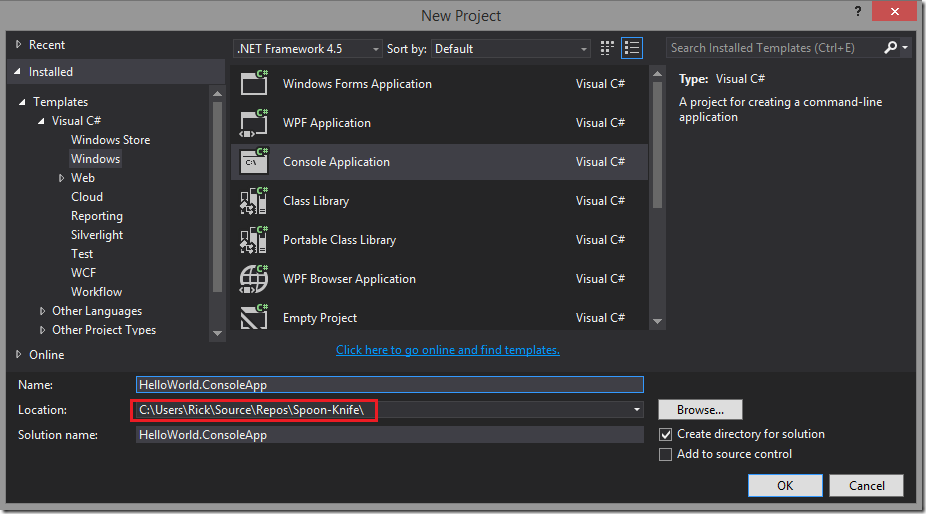 New Project
?
Recent
Installed
Templates
Visual C#
Windows Store
Windows
Web
Cloud
Reporting
Silverlight
Test
WCF
Workflow
Other Languages
Other Project Types
Online
.NET Framework 4.5
Sort by: Default
Search Installed Templates (Ctrl+E)
C# Windows Forms Application Visual C#
C# WPF Application Visual C#
C# C:\ Console Application Visual C#
C# Class Library Visual C#
C# Portable Class Library Visual C#
C# WPF Browser Application Visual C#
C# Empty Project Visual C#
Type: Visual C#
A project for creating a command-line
application
Click here to go online and find templates.
Name: HelloWorld.ConsoleApp
Location: C:\Users\Rick\Source\Repos\Spoon-Knife\
Browse...
Solution name: HelloWorld.ConsoleApp
Create directory for solution
Add to source control
OK Cancel